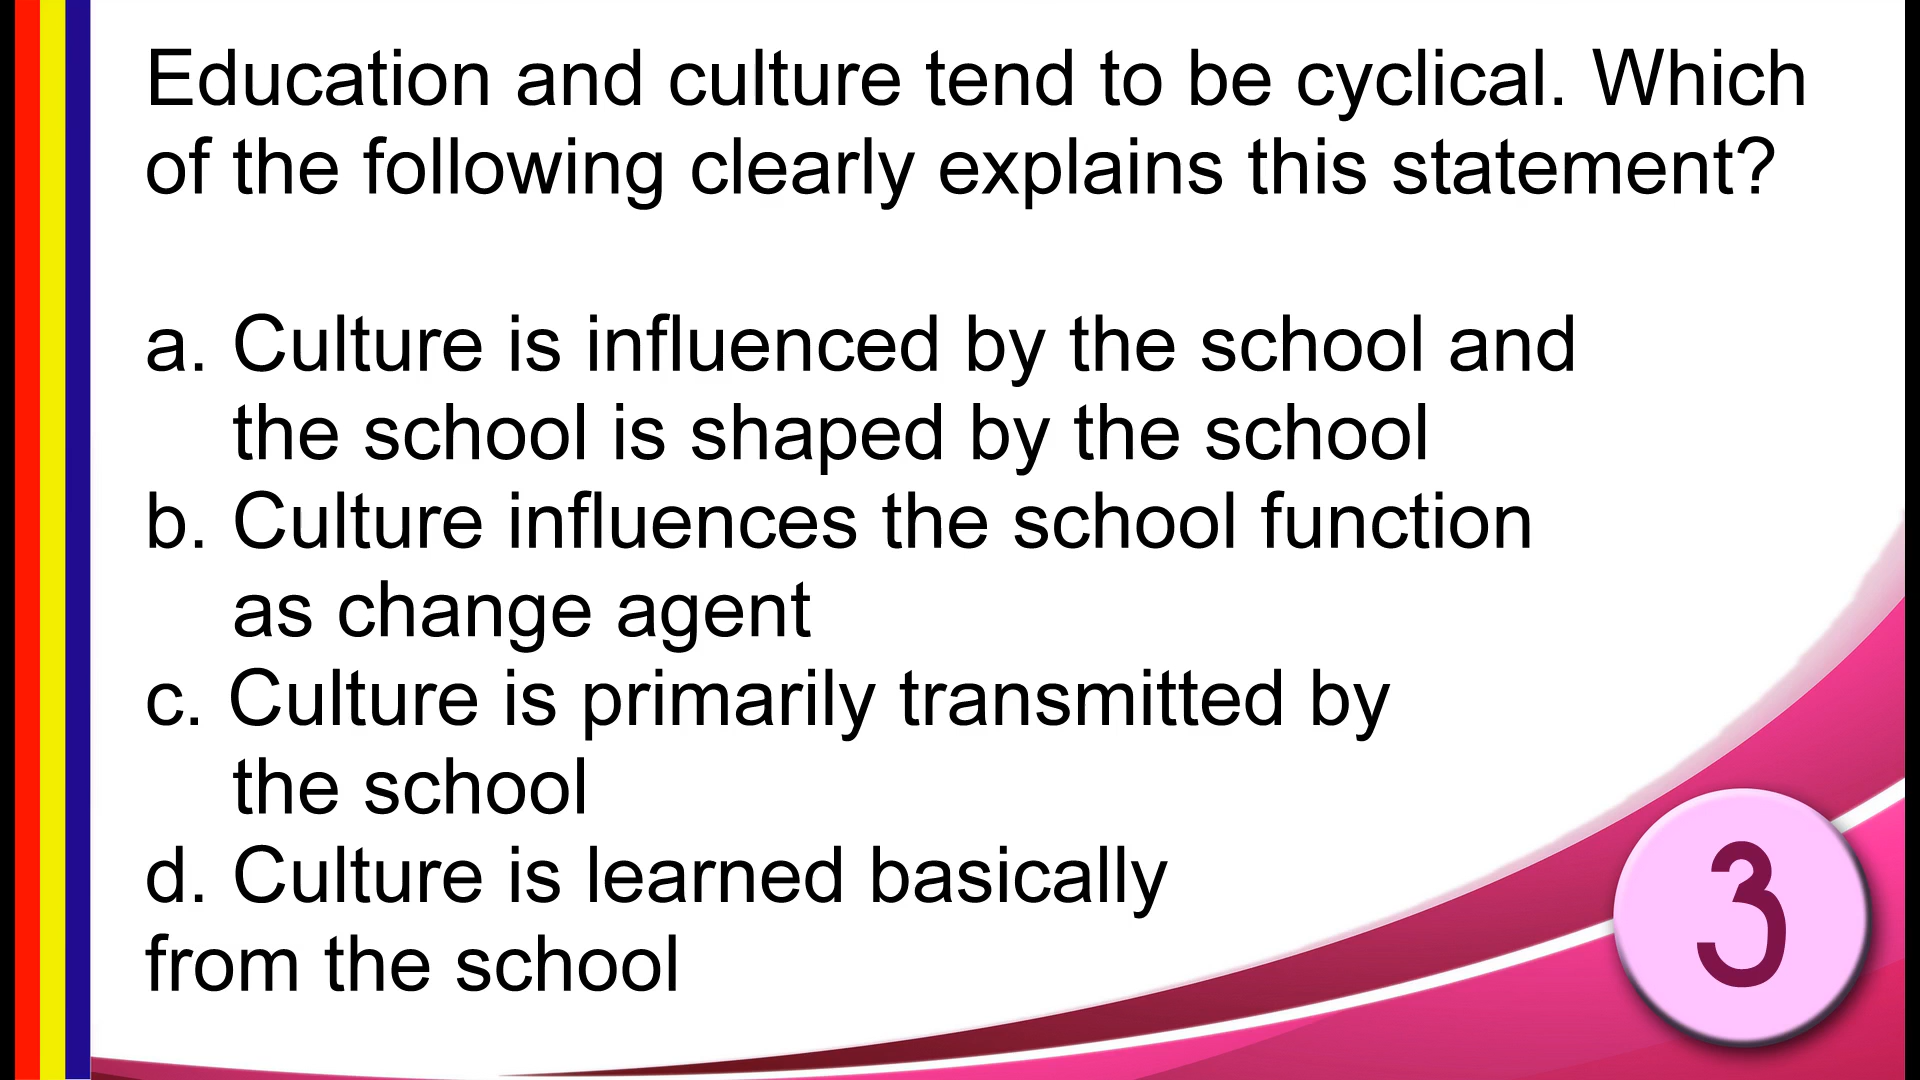 Education and culture tend to be cyclical. Which
of the following clearly explains this statement?
a. Culture is influenced by the school and
the school is shaped by the school
b. Culture influences the school function
as change agent
c. Culture is primarily transmitted by
the school
d. Culture is learned basically
from the school
3